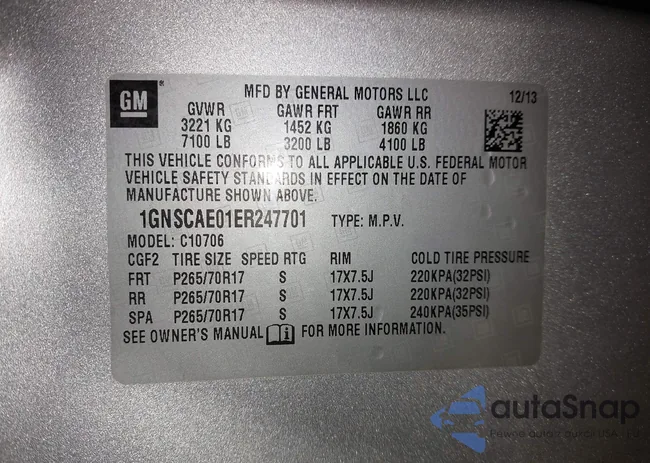 GM
MFD BY GENERAL MOTORS LLC 12/13
GVWR GAWR FRT GAWR RR
3221 KG 1452 KG 1860 KG
7100 LB 3200 LB 4100 LB
THIS VEHICLE CONFORMS TO ALL APPLICABLE U.S. FEDERAL MOTOR
VEHICLE SAFETY STANDARDS IN EFFECT ON THE DATE OF
MANUFACTURE SHOWN ABOVE.
1GNSCAE01ER247701 TYPE: M.P.V.
MODEL: C10706
CGF2 TIRE SIZE SPEED RTG RIM COLD TIRE PRESSURE
FRT P265/70R17 S 17X7.5J 220KPA(32PSI)
RR P265/70R17 S 17X7.5J 220KPA(32PSI)
SPA P265/70R17 S 17X7.5J 240KPA(35PSI)
SEE OWNER'S MANUAL FOR MORE INFORMATION.
autaSnap